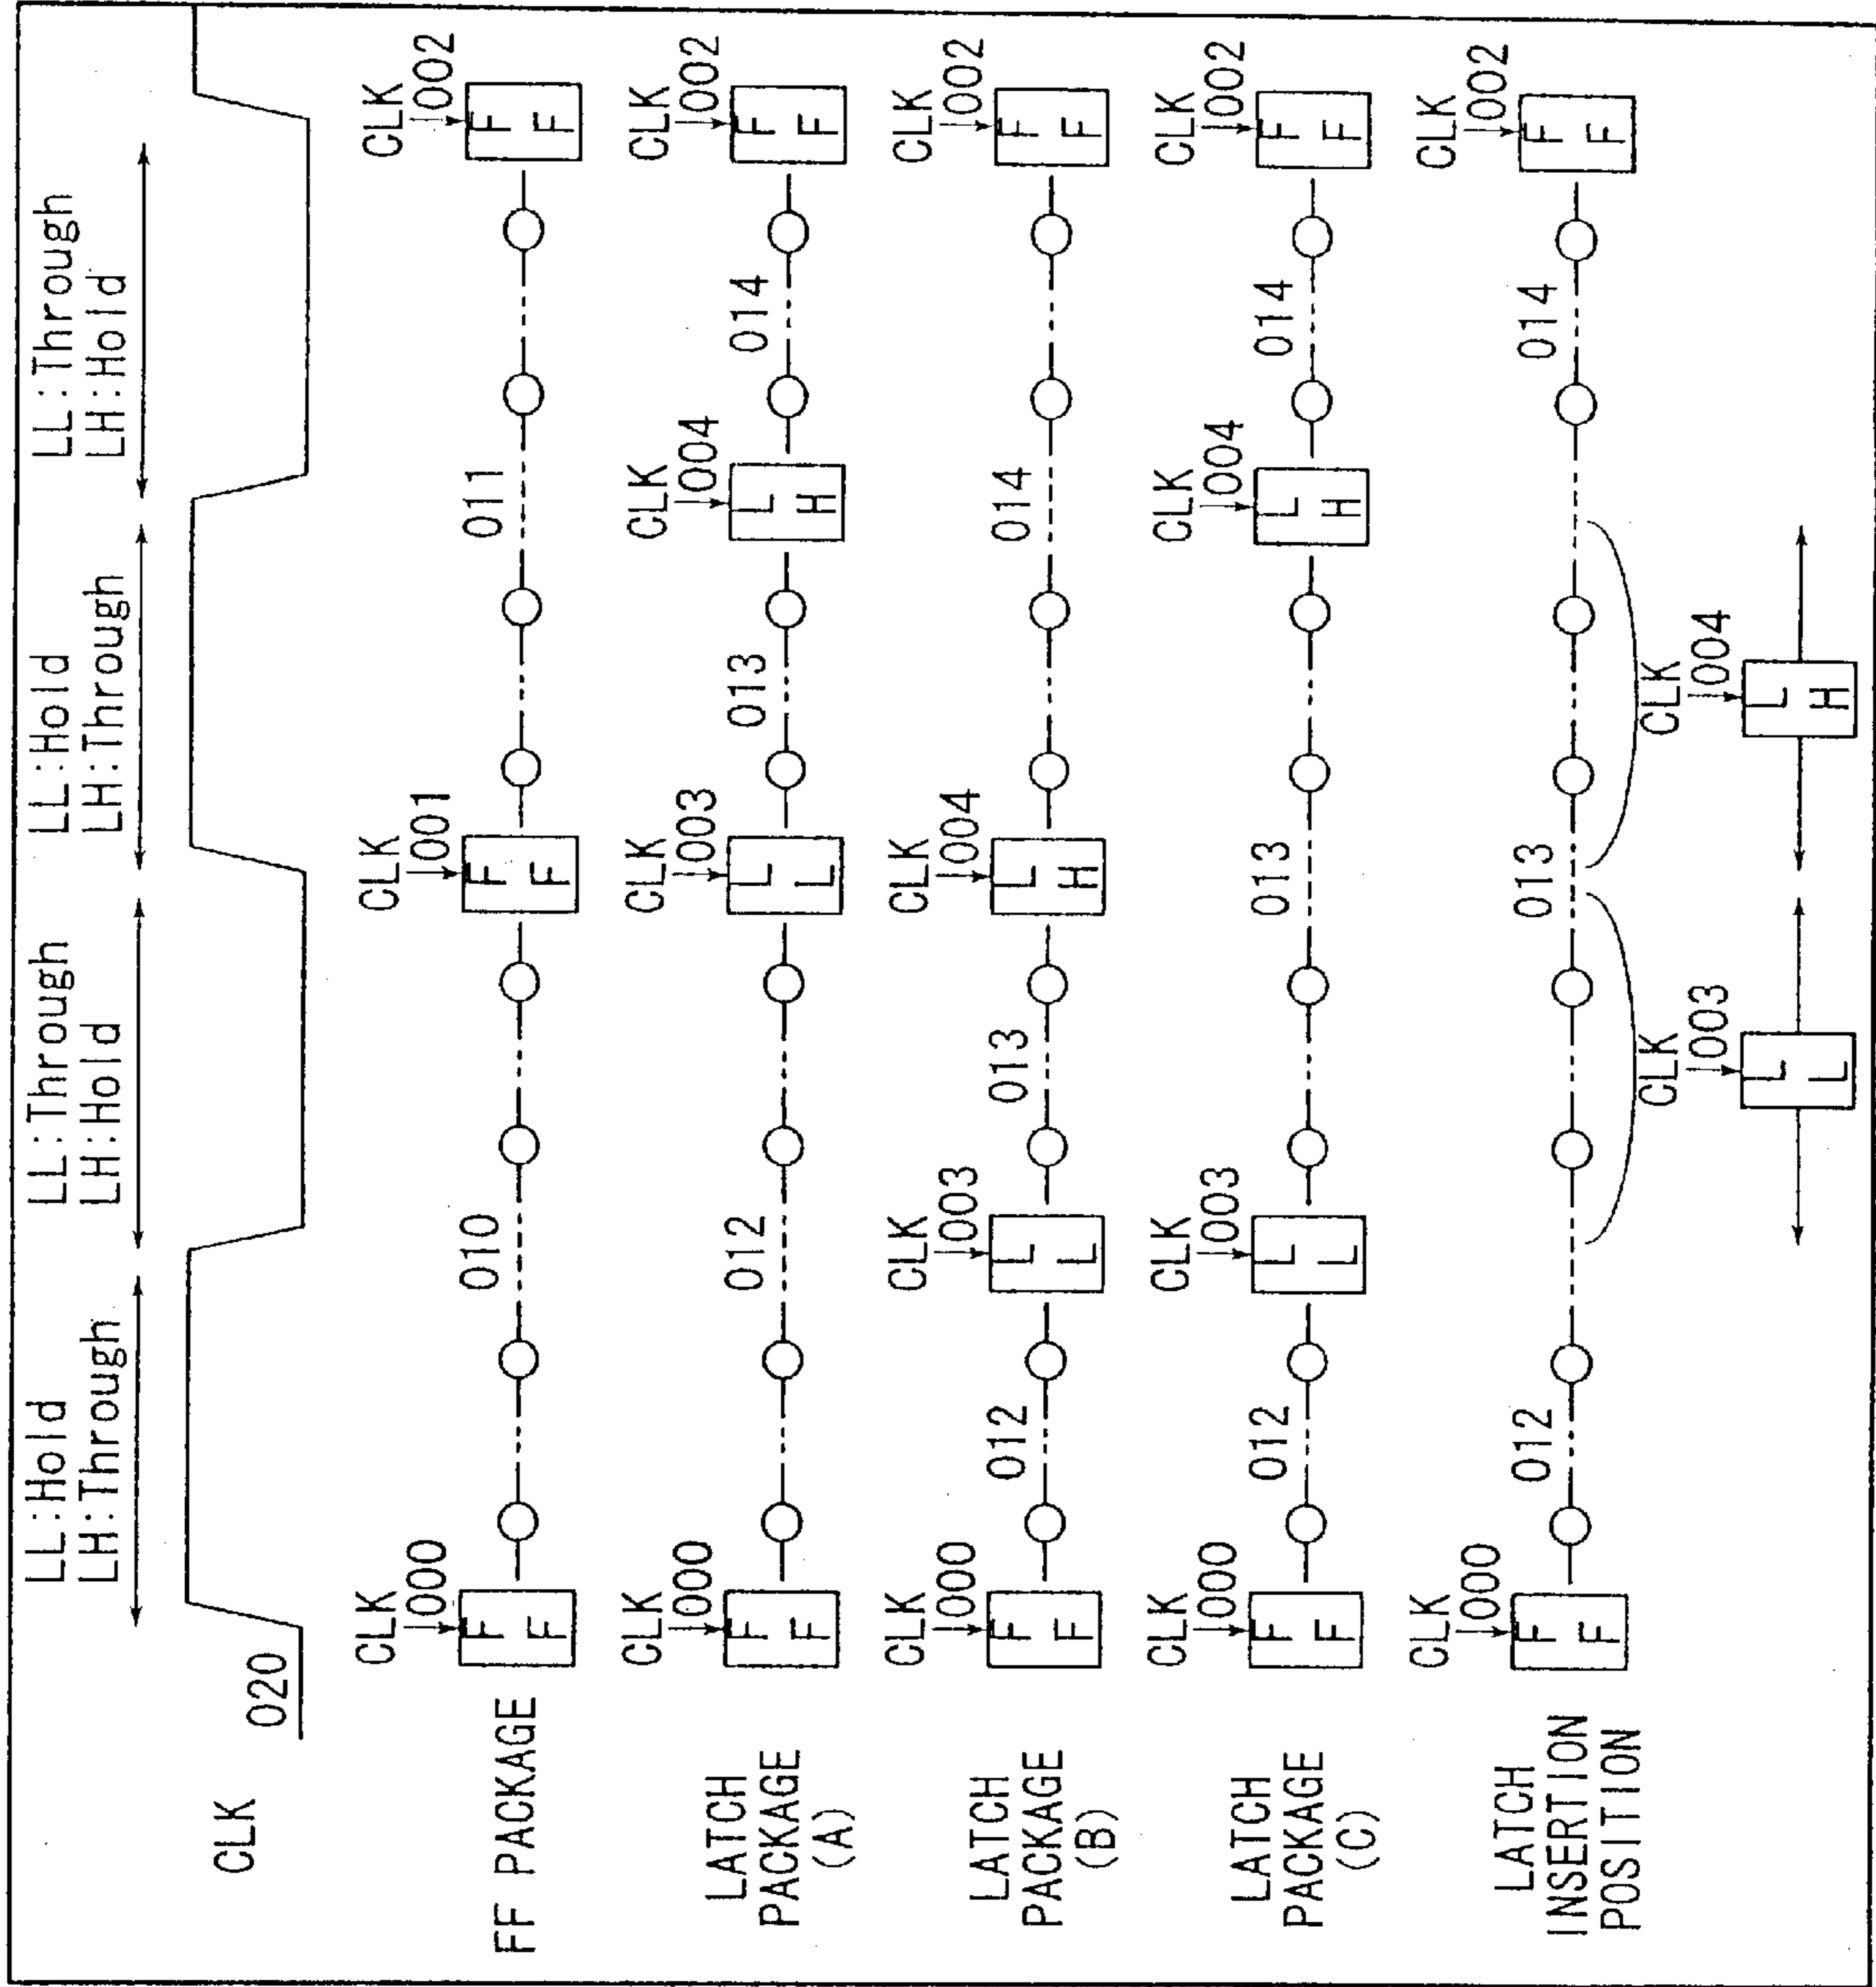 LL:Hold
LH:Through
LL:Through
LH:Hold
LL:Hold
LH:Through
LL:Through
LH:Hold
CLK
020
FF PACKAGE
CLK
000
F
F
010
CLK
001
F
F
011
CLK
002
F
F
LATCH
PACKAGE
(A)
CLK
000
F
F
012
CLK
003
L
L
013
CLK
004
L
H
014
CLK
002
F
F
LATCH
PACKAGE
(B)
CLK
000
F
F
012
CLK
003
L
L
013
CLK
004
L
H
014
CLK
002
F
F
LATCH
PACKAGE
(C)
CLK
000
F
F
012
CLK
003
L
L
013
CLK
004
L
H
014
CLK
002
F
F
LATCH
INSERTION
POSITION
CLK
000
F
F
012
013
014
CLK
002
F
F
CLK
003
L
L
CLK
004
L
H